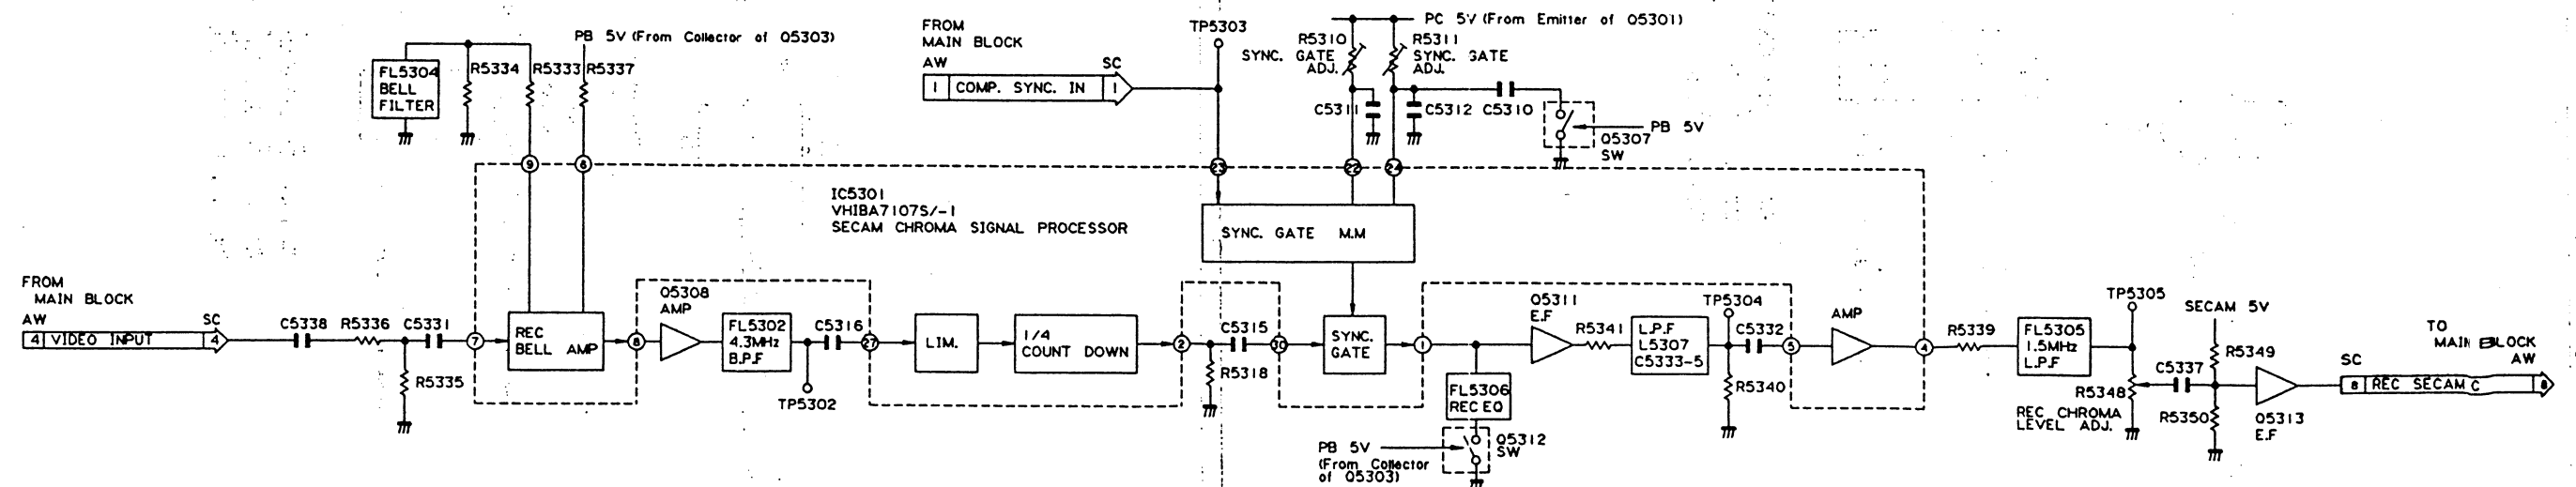 FROM
MAIN BLOCK
AW
SC
1 COMP. SYNC. IN 1
TP5303
PC 5V (From Emitter of Q5301)
R5310
SYNC. GATE
ADJ.
R5311
SYNC. GATE
ADJ.
C5311
C5312
C5310
PB 5V
Q5307
SW
PB 5V (From Collector of Q5303)
FL5304
BELL
FILTER
R5334
R5333
R5337
9
6
23
22
24
IC5301
VHIBA7107S/-1
SECAM CHROMA SIGNAL PROCESSOR
SYNC. GATE M.M
FROM
MAIN BLOCK
AW
SC
4 VIDEO INPUT 4
C5338
R5336
C5331
R5335
7
REC
BELL AMP
8
Q5308
AMP
FL5302
4.3MHz
B.P.F
C5316
TP5302
27
LIM.
1/4
COUNT DOWN
2
C5315
R5318
30
SYNC.
GATE
1
FL5306
REC EQ
PB 5V
(From Collector
of Q5303)
Q5312
SW
Q5311
E.F
R5341
L.P.F
L5307
C5333-5
TP5304
C5332
R5340
5
AMP
4
R5339
FL5305
1.5MHz
L.P.F
TP5305
R5348
REC CHROMA
LEVEL ADJ.
C5337
SECAM 5V
R5349
R5350
Q5313
E.F
TO
MAIN BLOCK
SC
AW
8 REC SECAM C 8